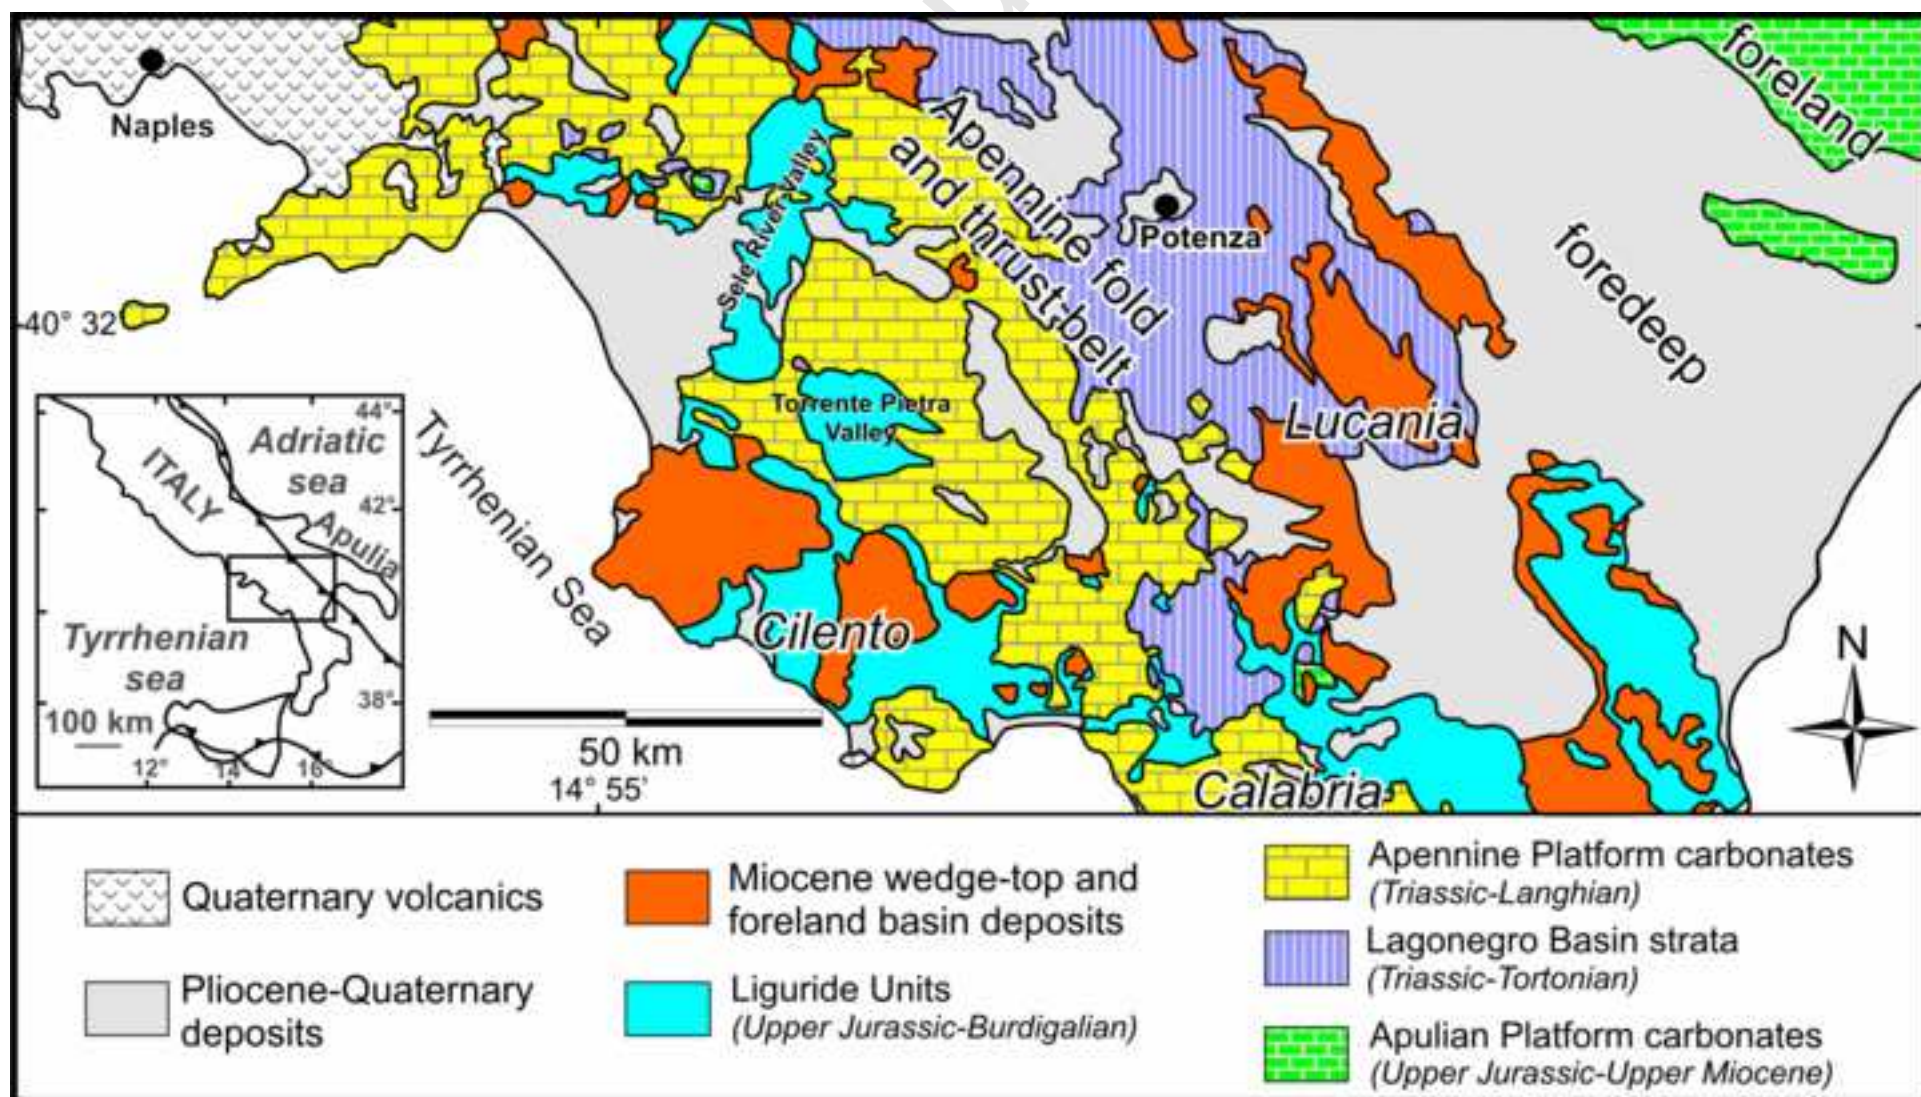 foreland
Naples
Apennine fold
and thrust belt
Sele River Valley
Potenza
foredeep
40° 32
Torrente Pietra
Valley
Lucania
Tyrrhenian Sea
Cilento
Calabria
N
50 km
14° 55'
44°
Adriatic
sea
ITALY
42°
Apulia
Tyrrhenian
sea
38°
100 km
12°
14
16°
Quaternary volcanics
Pliocene-Quaternary
deposits
Miocene wedge-top and
foreland basin deposits
Liguride Units
(Upper Jurassic-Burdigalian)
Apennine Platform carbonates
(Triassic-Langhian)
Lagonegro Basin strata
(Triassic-Tortonian)
Apulian Platform carbonates
(Upper Jurassic-Upper Miocene)